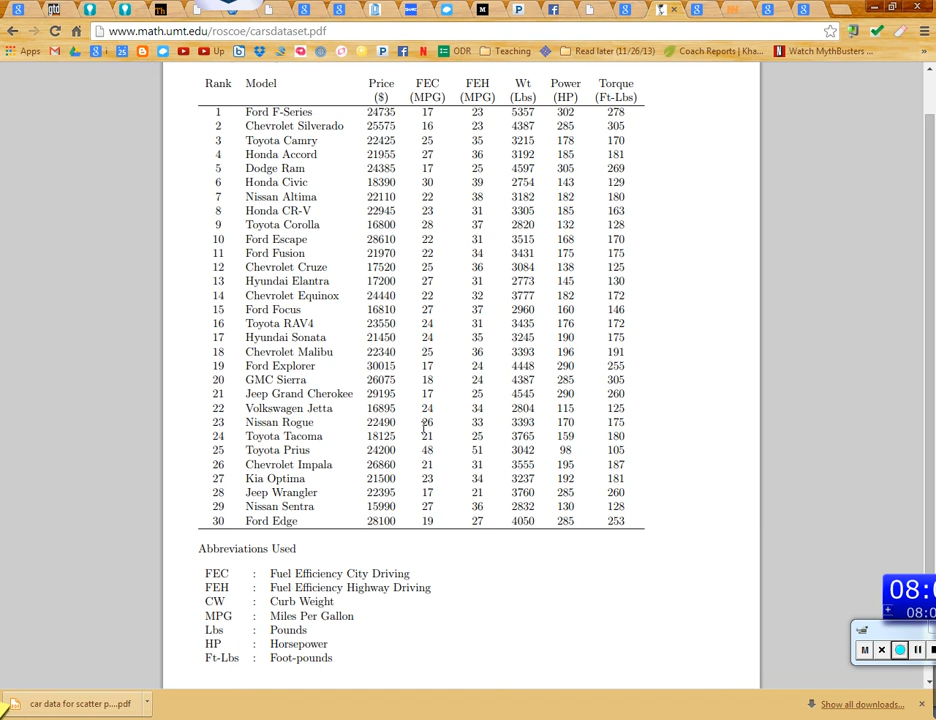 www.math.umt.edu/roscoe/carsdataset.pdf
Apps Up ODR Teaching Read later (11/26/13) Coach Reports | Kha... Watch MythBusters ... »
Rank Model Price FEC FEH Wt Power Torque
($) (MPG) (MPG) (Lbs) (HP) (Ft-Lbs)
1 Ford F-Series 24735 17 23 5357 302 278
2 Chevrolet Silverado 25575 16 23 4387 285 305
3 Toyota Camry 22425 25 35 3215 178 170
4 Honda Accord 21955 27 36 3192 185 181
5 Dodge Ram 24385 17 25 4597 305 269
6 Honda Civic 18390 30 39 2754 143 129
7 Nissan Altima 22110 22 38 3182 182 180
8 Honda CR-V 22945 23 31 3305 185 163
9 Toyota Corolla 16800 28 37 2820 132 128
10 Ford Escape 28610 22 31 3515 168 170
11 Ford Fusion 21970 22 34 3431 175 175
12 Chevrolet Cruze 17520 25 36 3084 138 125
13 Hyundai Elantra 17200 27 31 2773 145 130
14 Chevrolet Equinox 24440 22 32 3777 182 172
15 Ford Focus 16810 27 37 2960 160 146
16 Toyota RAV4 23550 24 31 3435 176 172
17 Hyundai Sonata 21450 24 35 3245 190 175
18 Chevrolet Malibu 22340 25 36 3393 196 191
19 Ford Explorer 30015 17 24 4448 290 255
20 GMC Sierra 26075 18 24 4387 285 305
21 Jeep Grand Cherokee 29195 17 25 4545 290 260
22 Volkswagen Jetta 16895 24 34 2804 115 125
23 Nissan Rogue 22490 26 33 3393 170 175
24 Toyota Tacoma 18125 21 25 3765 159 180
25 Toyota Prius 24200 48 51 3042 98 105
26 Chevrolet Impala 26860 21 31 3555 195 187
27 Kia Optima 21500 23 34 3237 192 181
28 Jeep Wrangler 22395 17 21 3760 285 260
29 Nissan Sentra 15990 27 36 2832 130 128
30 Ford Edge 28100 19 27 4050 285 253
Abbreviations Used
FEC : Fuel Efficiency City Driving
FEH : Fuel Efficiency Highway Driving
CW : Curb Weight
MPG : Miles Per Gallon
Lbs : Pounds
HP : Horsepower
Ft-Lbs : Foot-pounds
08:
08:0
M
car data for scatter p....pdf
Show all downloads...